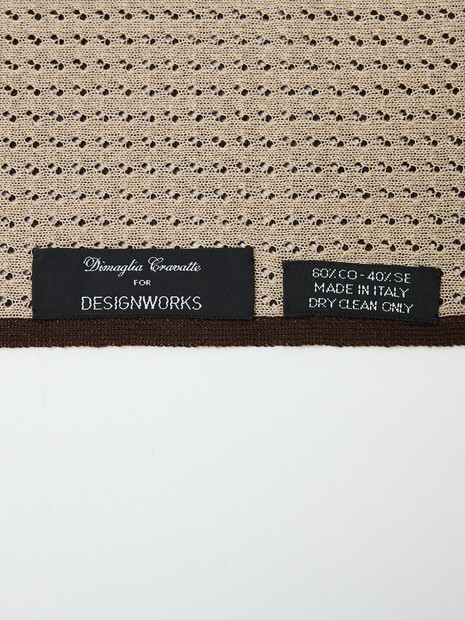 Dimaglia Cravatte
FOR
DESIGNWORKS
60% CO - 40% SE
MADE IN ITALY
DRY CLEAN ONLY